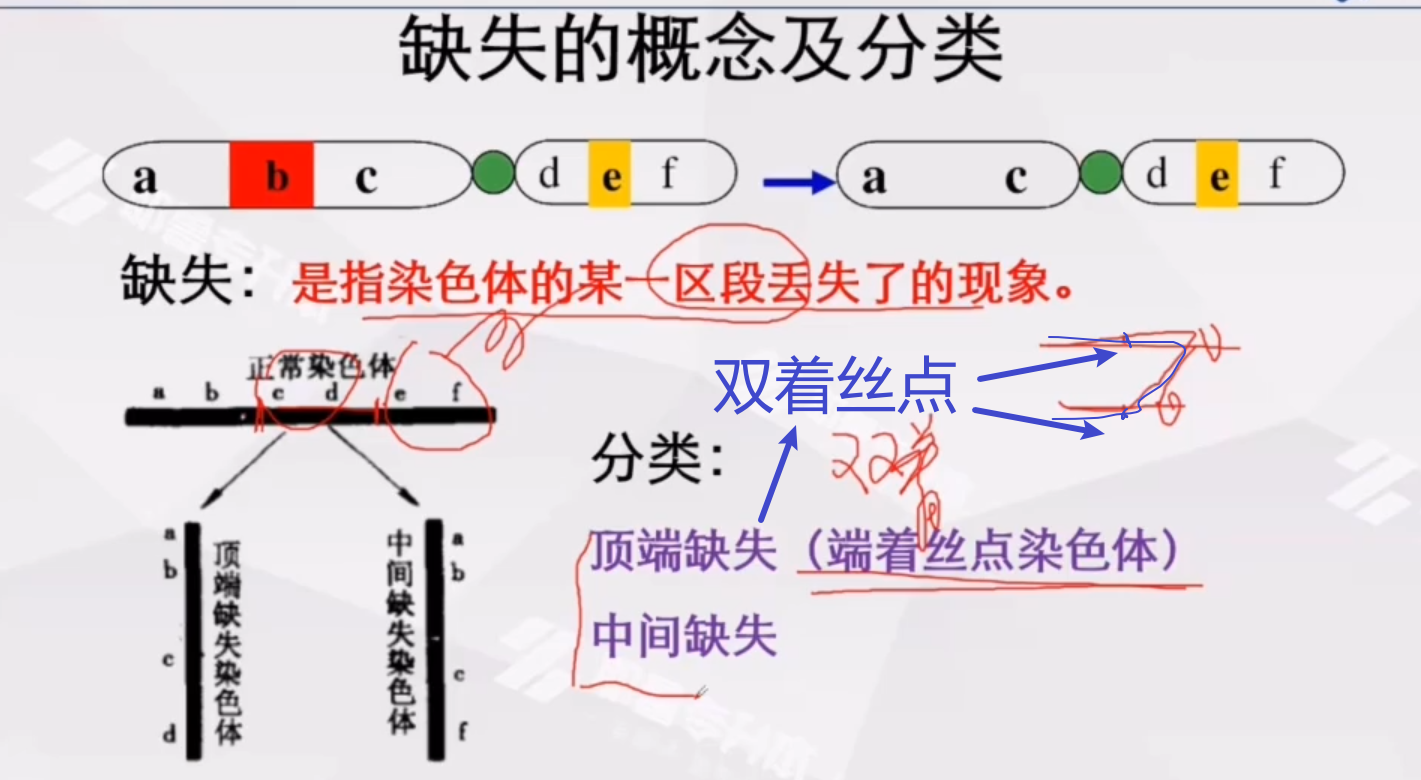 缺失的概念及分类
a b c d e f a c d e f
缺失：是指染色体的某一区段丢失了的现象。
正常染色体
a b c d e f
双着丝点
分类：
顶端缺失（端着丝点染色体）
中间缺失
a
b
c
d
顶端缺失染色体
中间缺失染色体
a
b
c
f